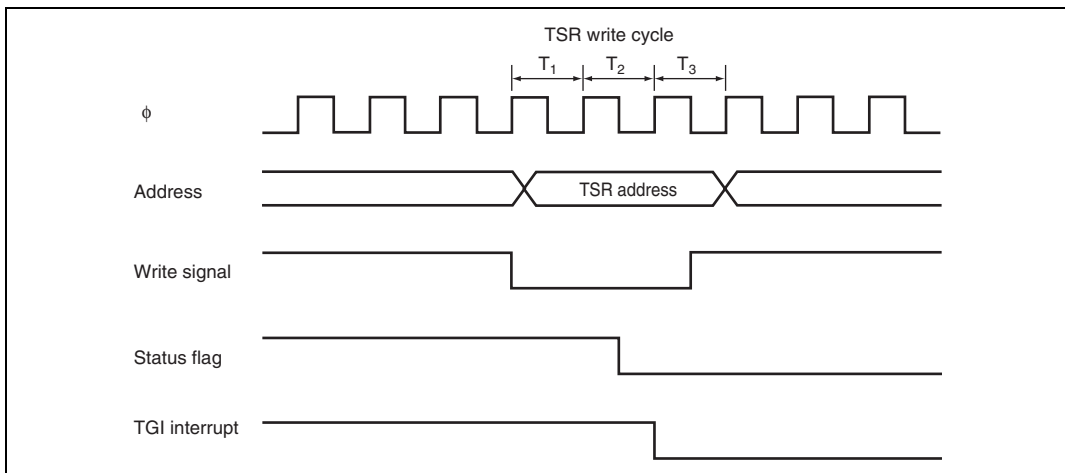 TSR write cycle
T1 T2 T3
ϕ
Address TSR address
Write signal
Status flag
TGI interrupt